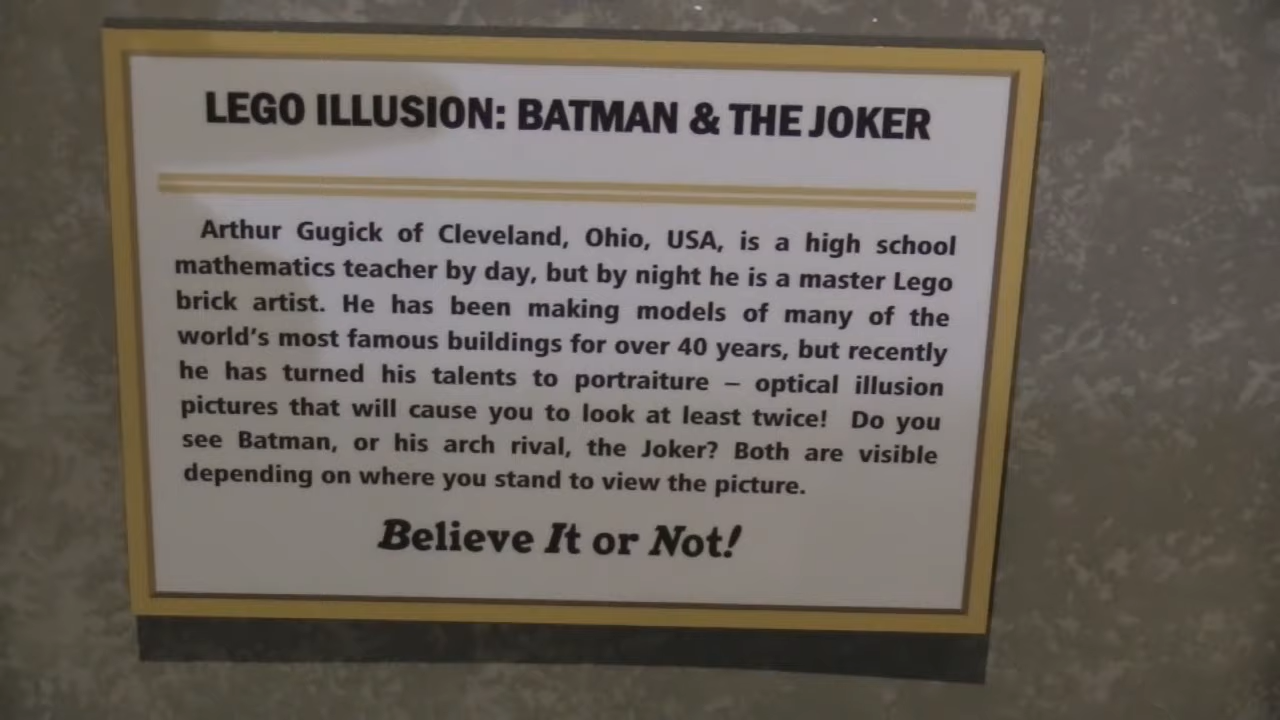 LEGO ILLUSION: BATMAN & THE JOKER
Arthur Gugick of Cleveland, Ohio, USA, is a high school
mathematics teacher by day, but by night he is a master Lego
brick artist. He has been making models of many of the
world's most famous buildings for over 40 years, but recently
he has turned his talents to portraiture – optical illusion
pictures that will cause you to look at least twice! Do you
see Batman, or his arch rival, the Joker? Both are visible
depending on where you stand to view the picture.
Believe It or Not!